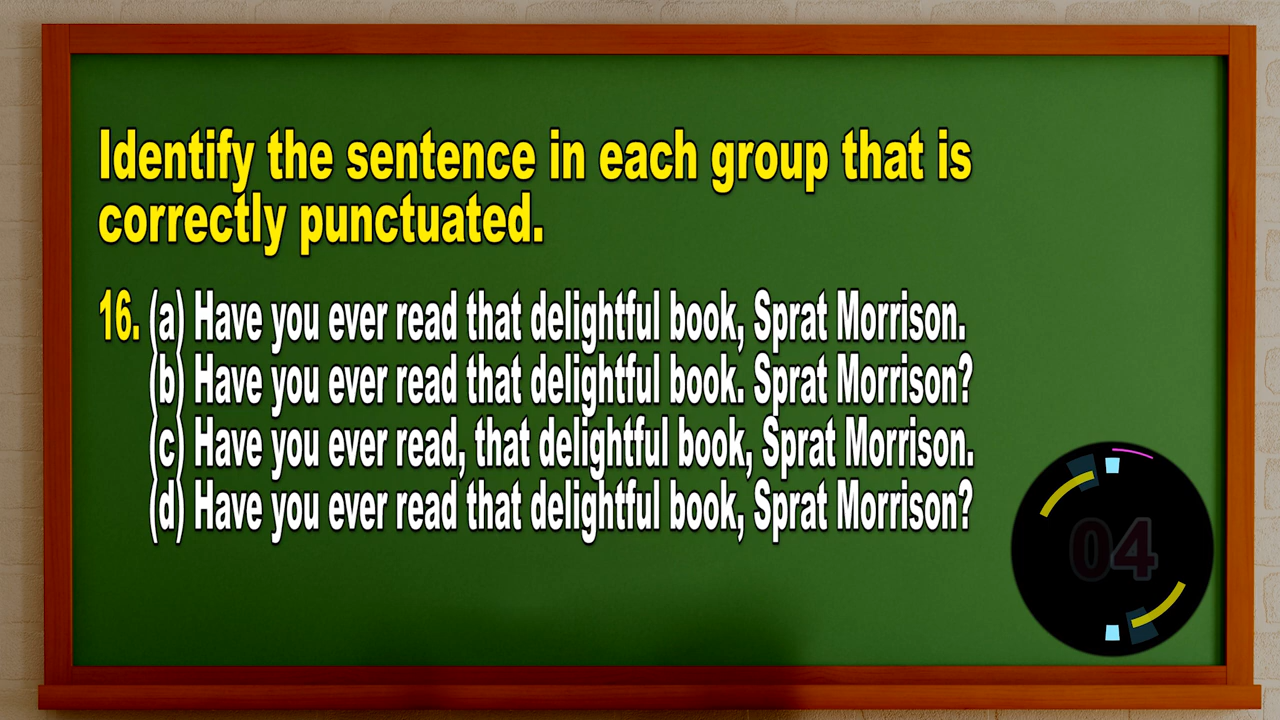 Identify the sentence in each group that is
correctly punctuated.
16. (a) Have you ever read that delightful book, Sprat Morrison.
(b) Have you ever read that delightful book. Sprat Morrison?
(c) Have you ever read, that delightful book, Sprat Morrison.
(d) Have you ever read that delightful book, Sprat Morrison?
04